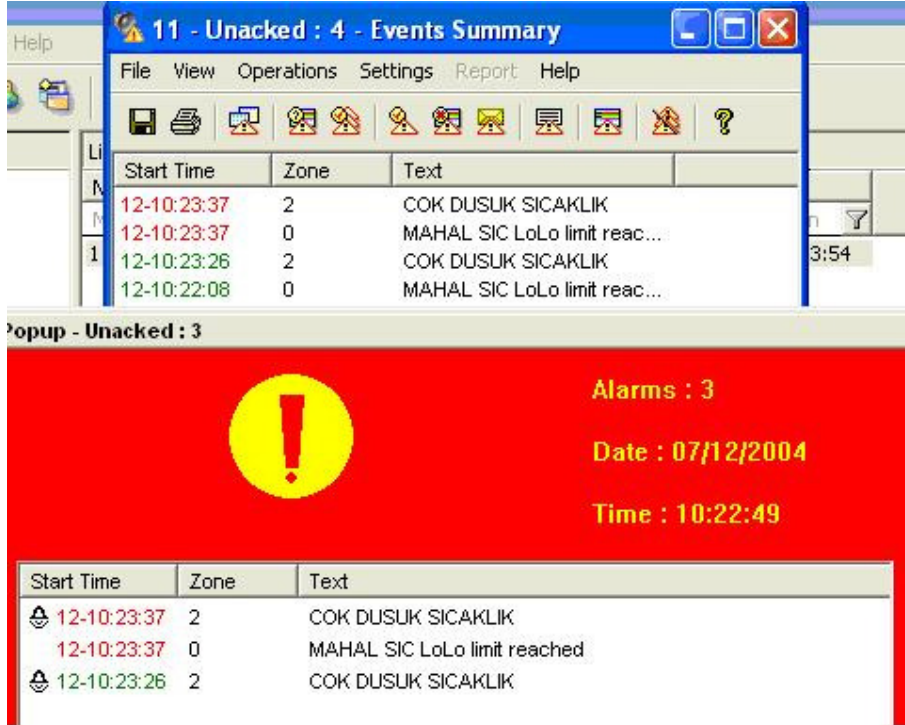 Help
11 - Unacked : 4 - Events Summary
File View Operations Settings Report Help
Start Time Zone Text
12-10:23:37 2 COK DUSUK SICAKLIK
12-10:23:37 0 MAHAL SIC LoLo limit reac...
1 12-10:23:26 2 COK DUSUK SICAKLIK 3:54
12-10:22:08 0 MAHAL SIC LoLo limit reac...
Popup - Unacked : 3
Alarms : 3
Date : 07/12/2004
Time : 10:22:49
Start Time Zone Text
12-10:23:37 2 COK DUSUK SICAKLIK
12-10:23:37 0 MAHAL SIC LoLo limit reached
12-10:23:26 2 COK DUSUK SICAKLIK